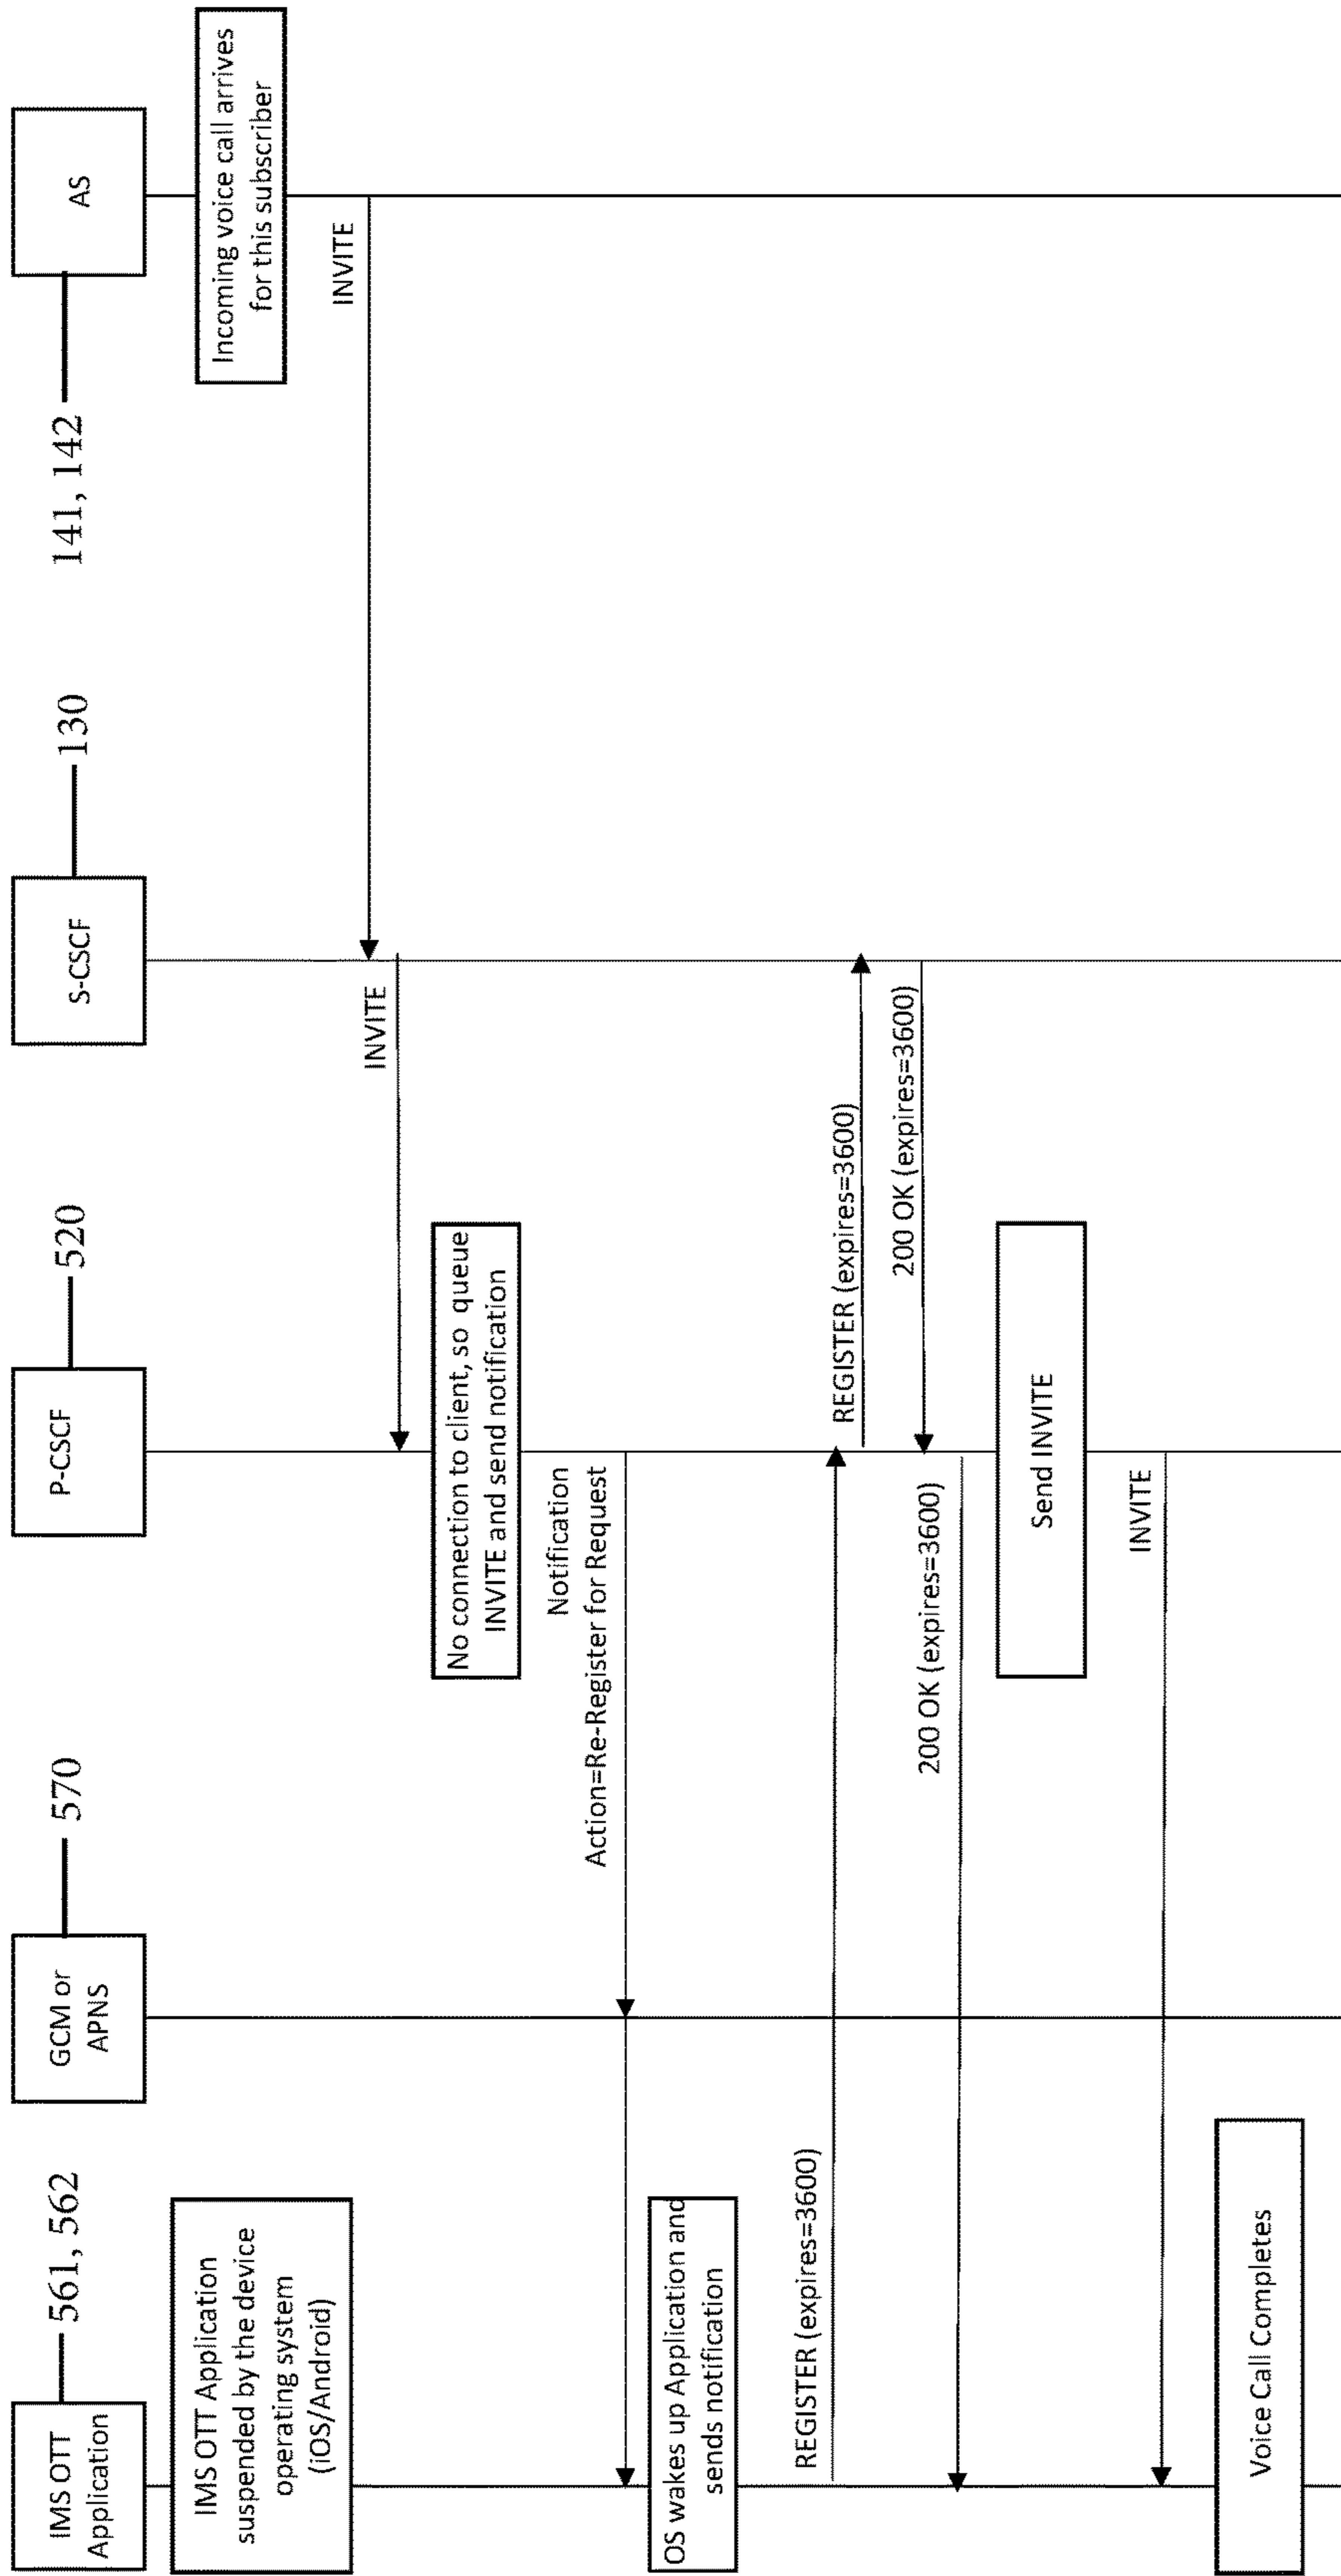 IMS OTT
Application
561, 562
GCM or
APNS
570
P-CSCF
520
S-CSCF
130
AS
141, 142
IMS OTT Application
suspended by the device
operating system
(iOS/Android)
Incoming voice call arrives
for this subscriber
INVITE
INVITE
No connection to client, so queue
INVITE and send notification
Notification
Action=Re-Register for Request
OS wakes up Application and
sends notification
REGISTER (expires=3600)
REGISTER (expires=3600)
200 OK (expires=3600)
200 OK (expires=3600)
Send INVITE
INVITE
Voice Call Completes